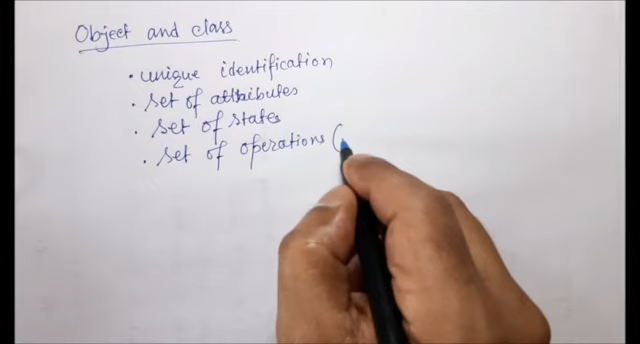 Object and class
• unique identification
• set of attributes
• set of states
• set of operations (